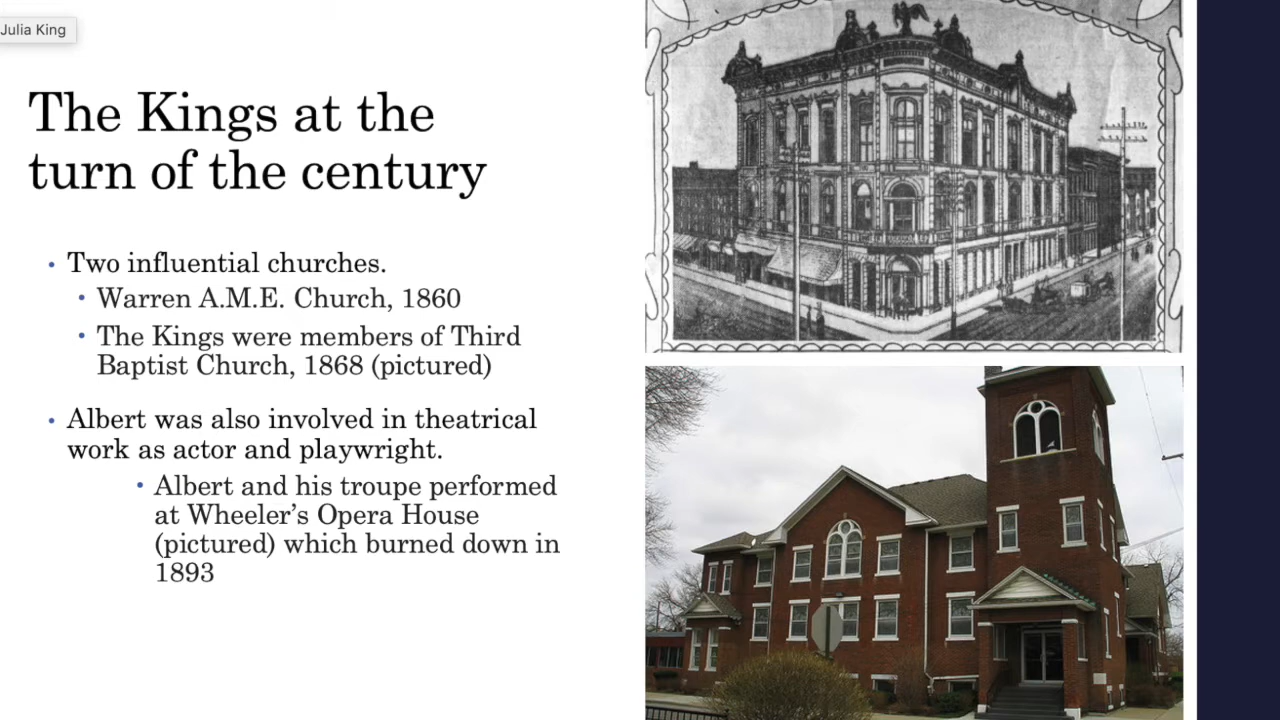 Julia King
The Kings at the
turn of the century
• Two influential churches.
• Warren A.M.E. Church, 1860
• The Kings were members of Third
Baptist Church, 1868 (pictured)
• Albert was also involved in theatrical
work as actor and playwright.
• Albert and his troupe performed
at Wheeler’s Opera House
(pictured) which burned down in
1893